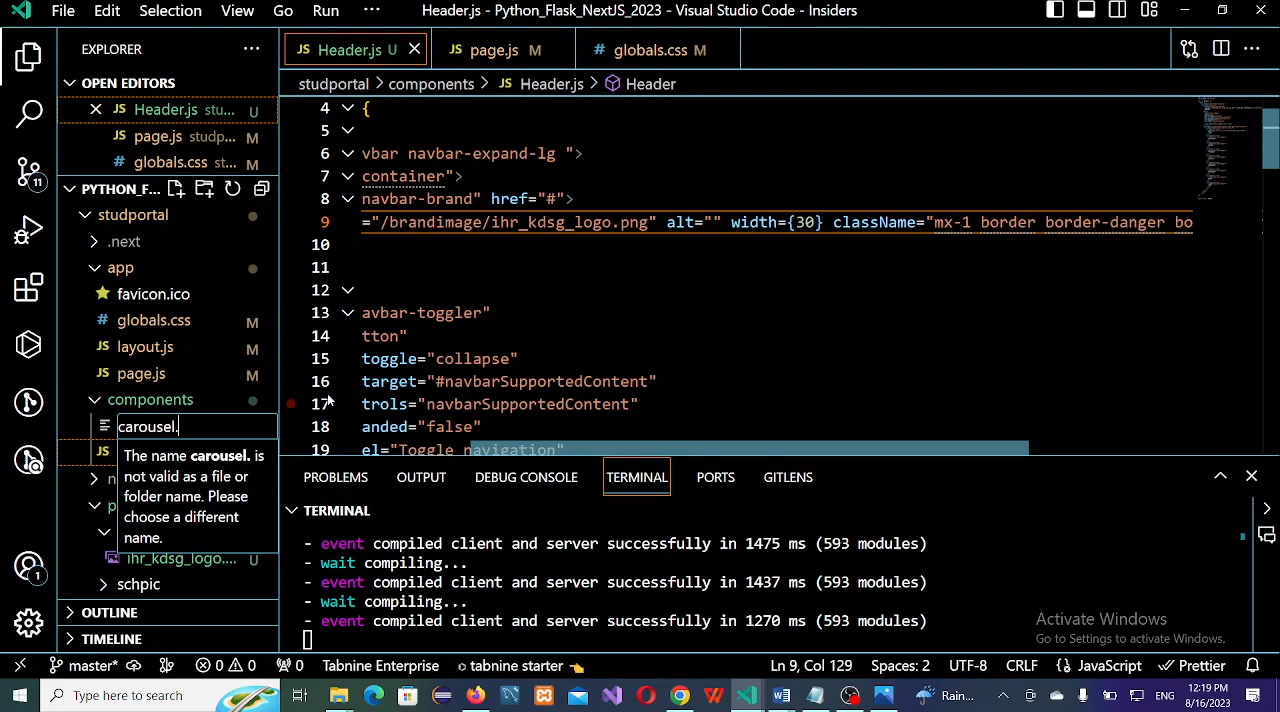 File Edit Selection View Go Run ··· Header.js - Python_Flask_NextJS_2023 - Visual Studio Code - Insiders
EXPLORER ···
JS Header.js U
JS page.js M
# globals.css M
OPEN EDITORS
JS Header.js stu... U
JS page.js studp... M
# globals.css st... M
PYTHON_F...
studportal
.next
app
favicon.ico
# globals.css M
JS layout.js M
JS page.js M
components
carousel.
JS
The name carousel. is
not valid as a file or
folder name. Please
choose a different
name.
n
p
ihr_kdsg_logo.... U
schpic
OUTLINE
TIMELINE
11
1
studportal > components > JS Header.js > Header
4 {
5
6 vbar navbar-expand-lg ">
7 container">
8 navbar-brand" href="#">
9 ="/brandimage/ihr_kdsg_logo.png" alt="" width={30} className="mx-1 border border-danger bo
10
11
12
13 avbar-toggler"
14 tton"
15 toggle="collapse"
16 target="#navbarSupportedContent"
17 trols="navbarSupportedContent"
18 anded="false"
19 el="Toggle navigation"
PROBLEMS OUTPUT DEBUG CONSOLE TERMINAL PORTS GITLENS
TERMINAL
- event compiled client and server successfully in 1475 ms (593 modules)
- wait compiling...
- event compiled client and server successfully in 1437 ms (593 modules)
- wait compiling...
- event compiled client and server successfully in 1270 ms (593 modules)
Activate Windows
Go to Settings to activate Windows.
master* 0 0 0 Tabnine Enterprise tabnine starter Ln 9, Col 129 Spaces: 2 UTF-8 CRLF {} JavaScript Prettier
Type here to search
Rain...
ENG
12:19 PM
8/16/2023